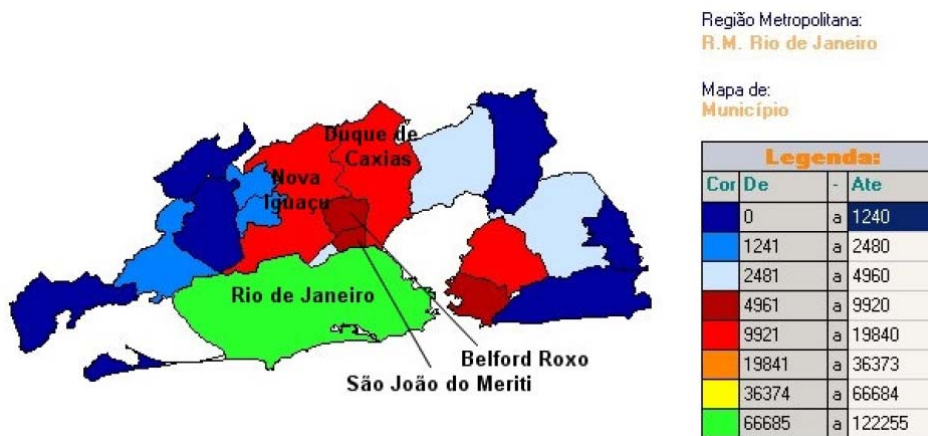 Região Metropolitana:
R.M. Rio de Janeiro
Mapa de:
Município
Duque de
Caxias
Nova
Iguaçu
Rio de Janeiro
Belford Roxo
São João do Meriti
Legenda:
Cor De - Ate
0 a 1240
1241 a 2480
2481 a 4960
4961 a 9920
9921 a 19840
19841 a 36373
36374 a 66684
66685 a 122255